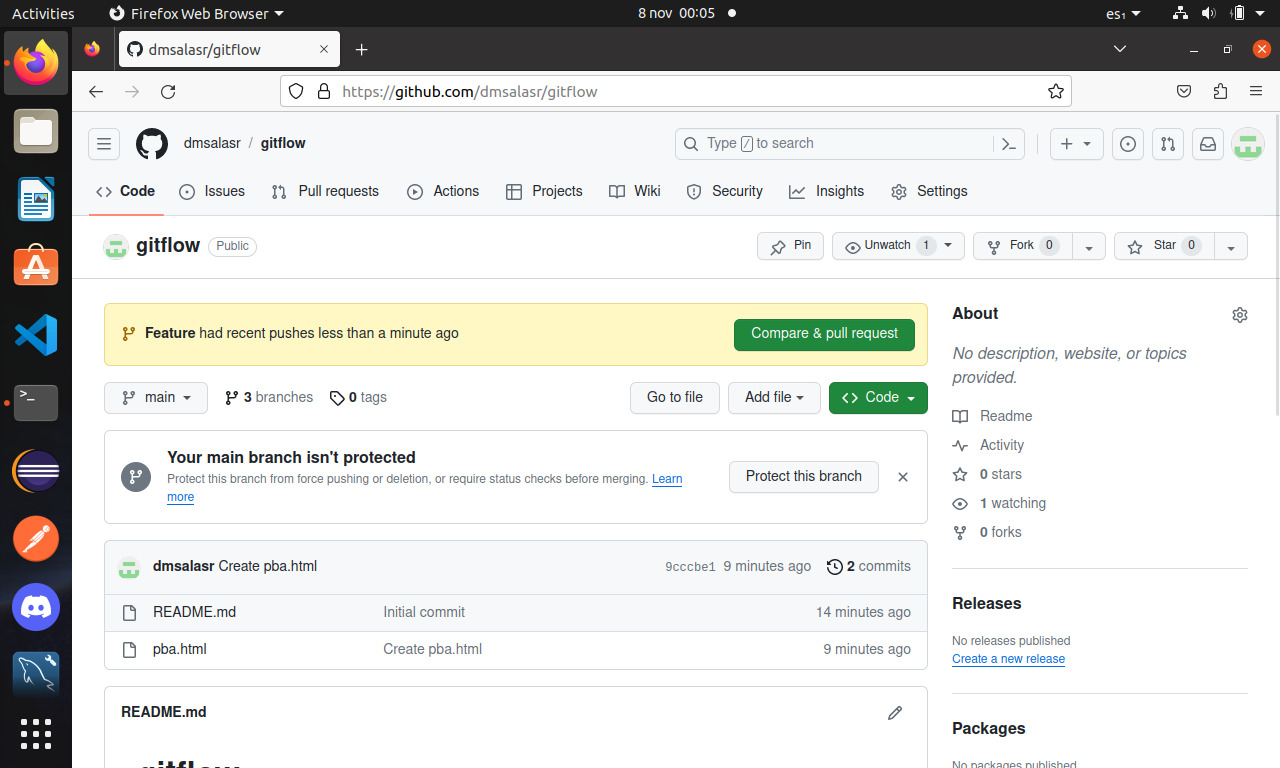 Activities Firefox Web Browser 8 nov 00:05 es₁
dmsalasr/gitflow
https://github.com/dmsalasr/gitflow
dmsalasr / gitflow Type / to search
Code Issues Pull requests Actions Projects Wiki Security Insights Settings
gitflow Public Pin Unwatch 1 Fork 0 Star 0
Feature had recent pushes less than a minute ago Compare & pull request
main 3 branches 0 tags Go to file Add file Code
Your main branch isn't protected
Protect this branch from force pushing or deletion, or require status checks before merging. Learn
more
Protect this branch
dmsalasr Create pba.html 9cccbe1 9 minutes ago 2 commits
README.md Initial commit 14 minutes ago
pba.html Create pba.html 9 minutes ago
README.md
gitflow
About
No description, website, or topics
provided.
Readme
Activity
0 stars
1 watching
0 forks
Releases
No releases published
Create a new release
Packages
No packages published